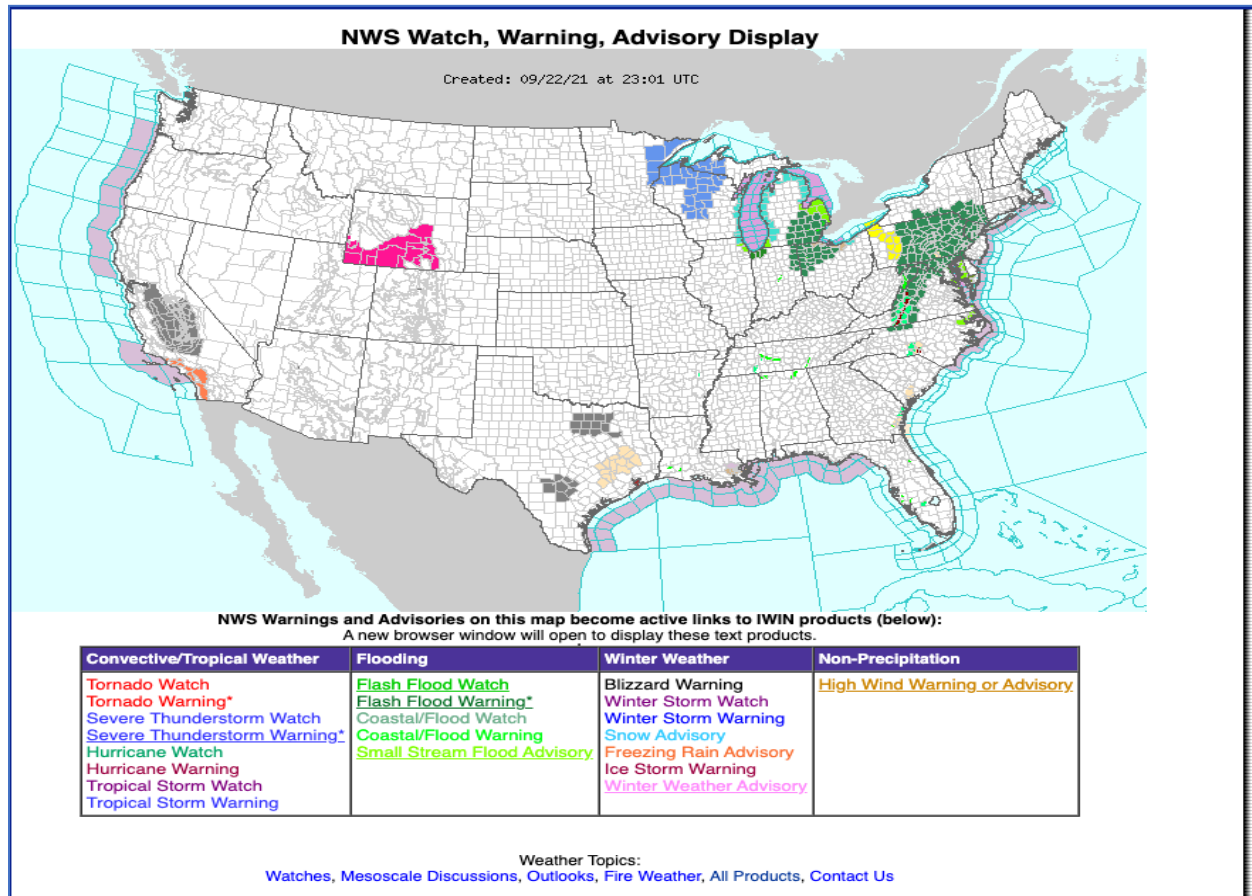 NWS Watch, Warning, Advisory Display
Created: 09/22/21 at 23:01 UTC
NWS Warnings and Advisories on this map become active links to IWIN products (below):
A new browser window will open to display these text products.
Convective/Tropical Weather
Tornado Watch
Tornado Warning*
Severe Thunderstorm Watch
Severe Thunderstorm Warning*
Hurricane Watch
Hurricane Warning
Tropical Storm Watch
Tropical Storm Warning
Flooding
Flash Flood Watch
Flash Flood Warning*
Coastal/Flood Watch
Coastal/Flood Warning
Small Stream Flood Advisory
Winter Weather
Blizzard Warning
Winter Storm Watch
Winter Storm Warning
Snow Advisory
Freezing Rain Advisory
Ice Storm Warning
Winter Weather Advisory
Non-Precipitation
High Wind Warning or Advisory
Weather Topics:
Watches, Mesoscale Discussions, Outlooks, Fire Weather, All Products, Contact Us